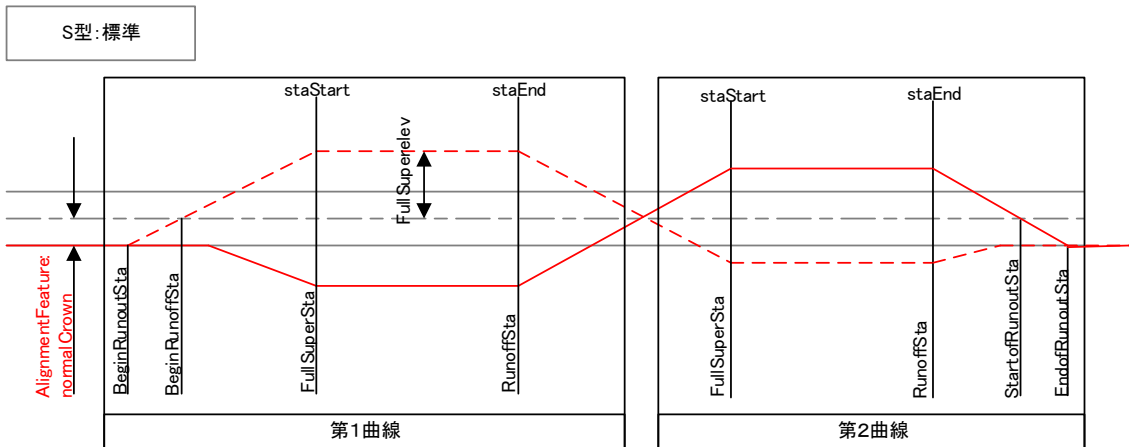 S型:標準
staStart
staEnd
staStart
staEnd
FullSuperelev
AlignmentFeature:
normalCrown
BeginRunoutSta
BeginRunoffSta
FullSuperSta
RunoffSta
FullSuperSta
RunoffSta
StartofRunoutSta
EndofRunoutSta
第1曲線
第2曲線